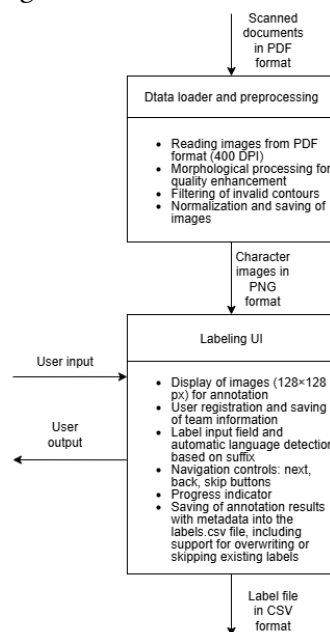 Scanned
documents
in PDF
format
Dtata loader and preprocessing
Reading images from PDF
format (400 DPI)
Morphological processing for
quality enhancement
Filtering of invalid contours
Normalization and saving of
images
Character
images in
PNG
format
Labeling UI
User input
User
output
Display of images (128×128
px) for annotation
User registration and saving
of team information
Label input field and
automatic language detection
based on suffix
Navigation controls: next,
back, skip buttons
Progress indicator
Saving of annotation results
with metadata into the
labels.csv file, including
support for overwriting or
skipping existing labels
Label file
in CSV
format